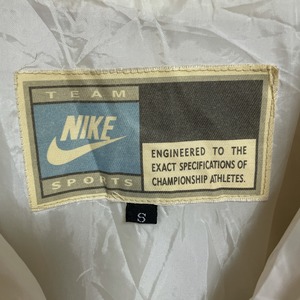 TEAM
NIKE
SPORTS
ENGINEERED TO THE
EXACT SPECIFICATIONS OF
CHAMPIONSHIP ATHLETES.
S